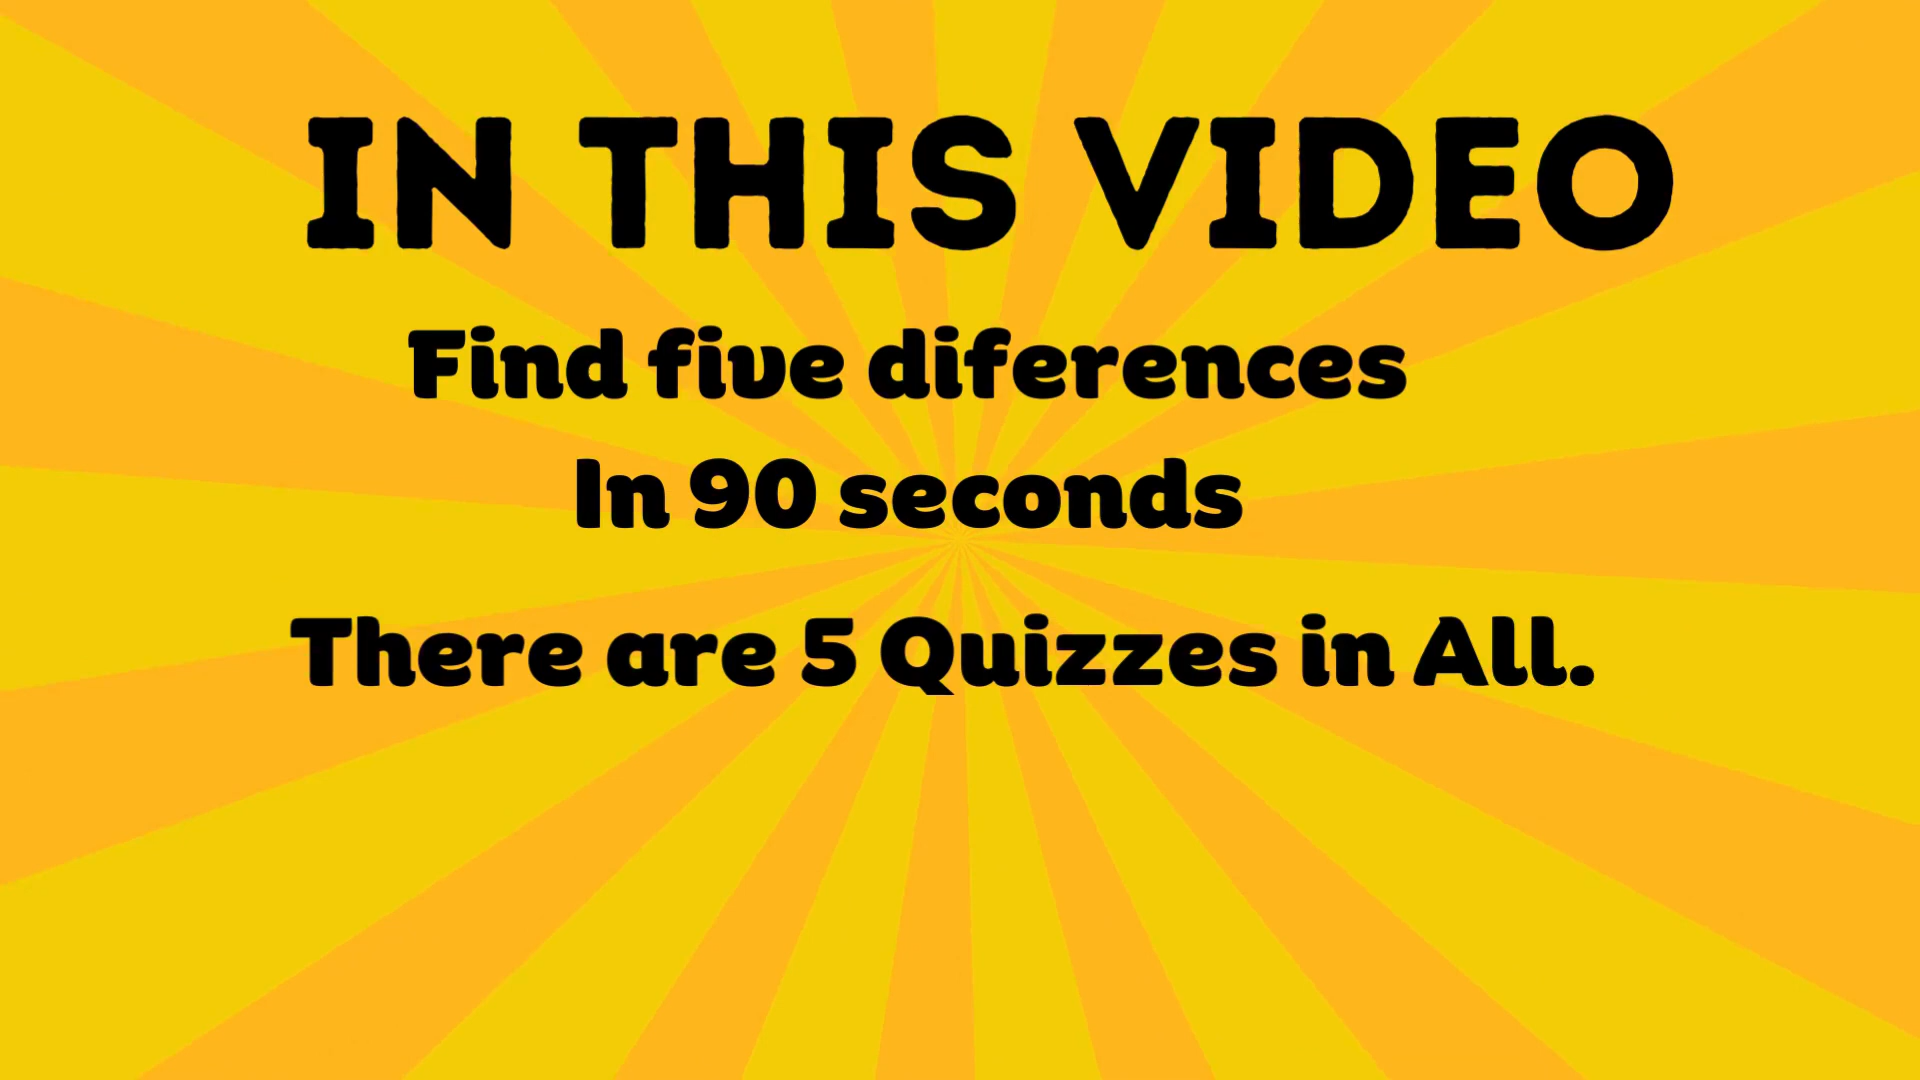 IN THIS VIDEO
Find five diferences
In 90 seconds
There are 5 Quizzes in All.